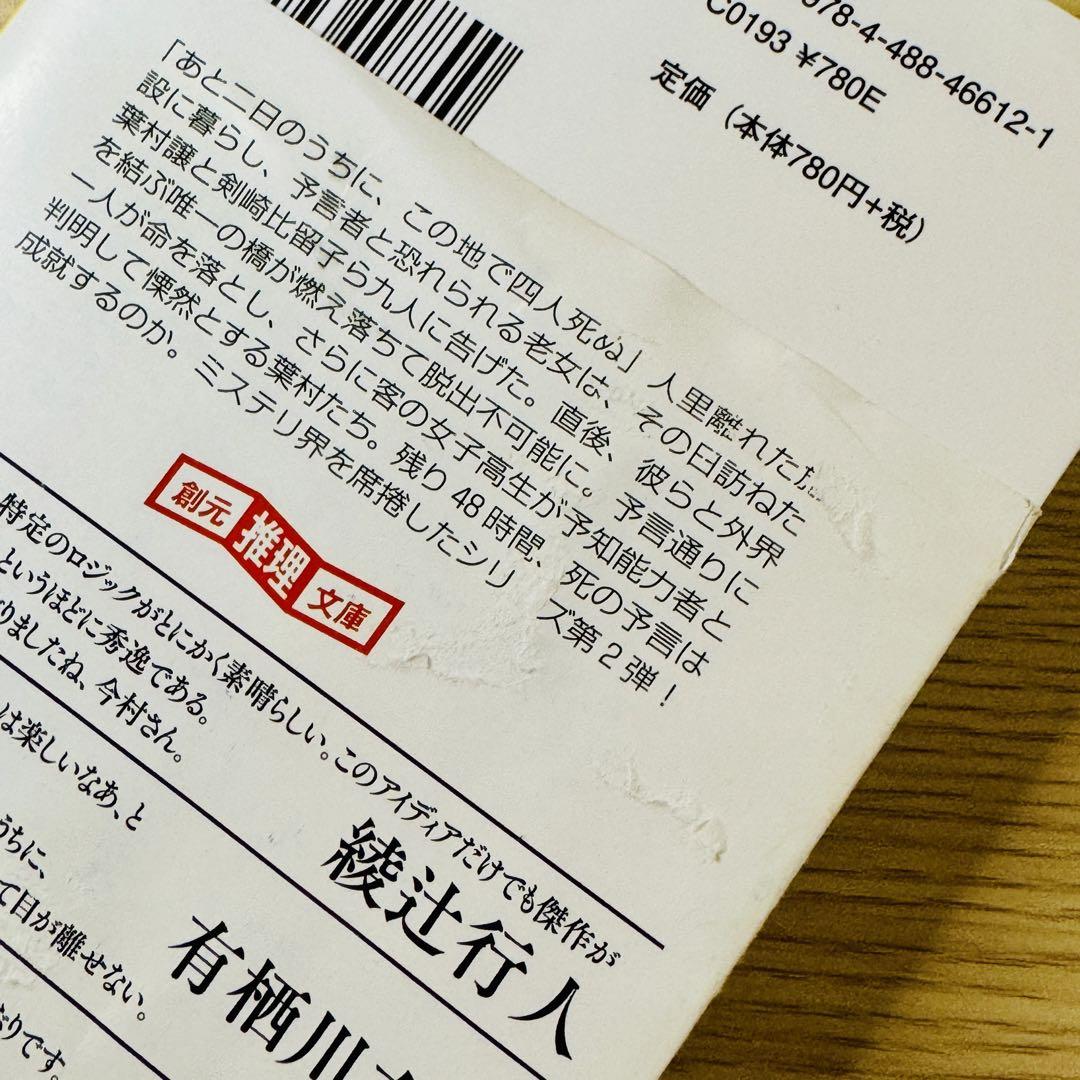 978-4-488-46612-1
C0193 ¥780E
定価（本体780円+税）
「あと二日のうちに、この地で四人死ぬ」人里離れた施
設に暮らし、予言者と恐れられる老女は、その日訪ねた
葉村譲と剣崎比留子ら九人に告げた。直後、彼らと外界
を結ぶ唯一の橋が燃え落ちて脱出不可能に。予言通りに
一人が命を落とし、さらに客の女子高生が予知能力者と
判明して慄然とする葉村たち。残り48時間、死の予言は
成就するのか。ミステリ界を席捲したシリ ズ第2弾！
創元
推理
文庫
特定のロジックがとにかく素晴らしい。このアイディアだけでも傑作が
というほどに秀逸である。
りましたね、今村さん。
綾辻行人
は楽しいなあ、と
うちに、
て目が離せない。
有栖川
りです。